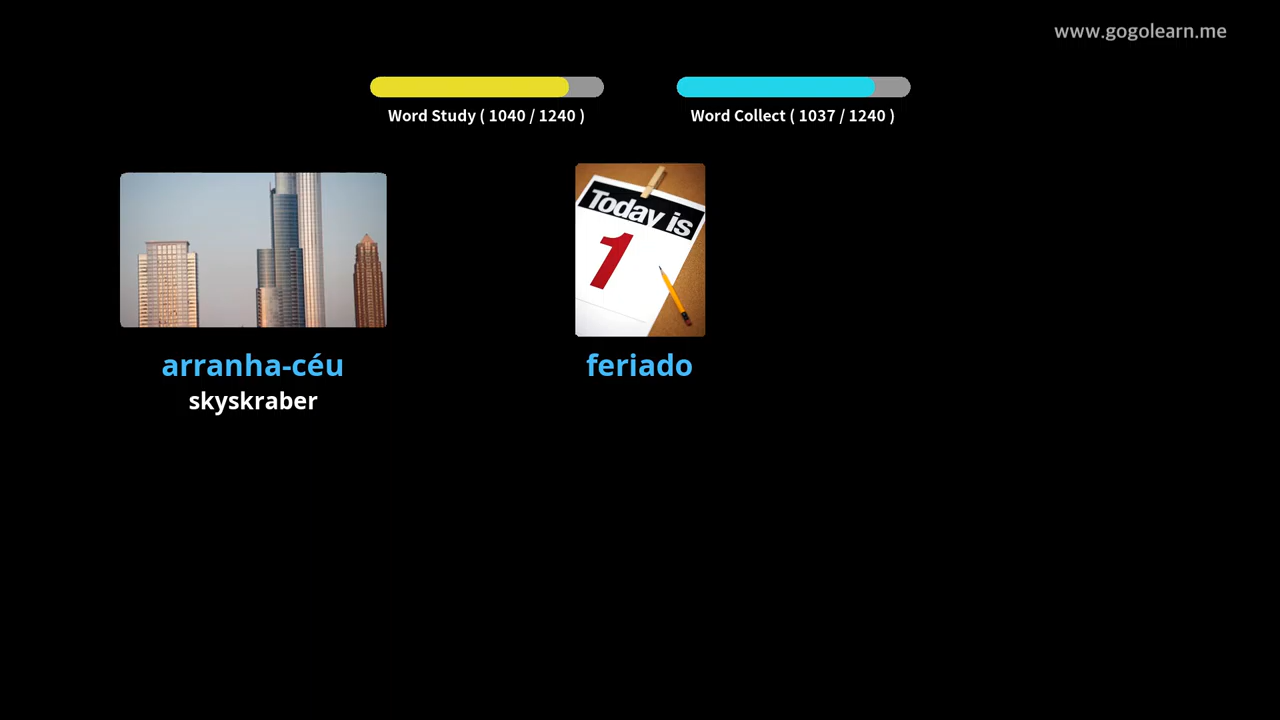 www.gogolearn.me
Word Study ( 1040 / 1240 )
Word Collect ( 1037 / 1240 )
Today is
1
arranha-céu
feriado
skyskraber